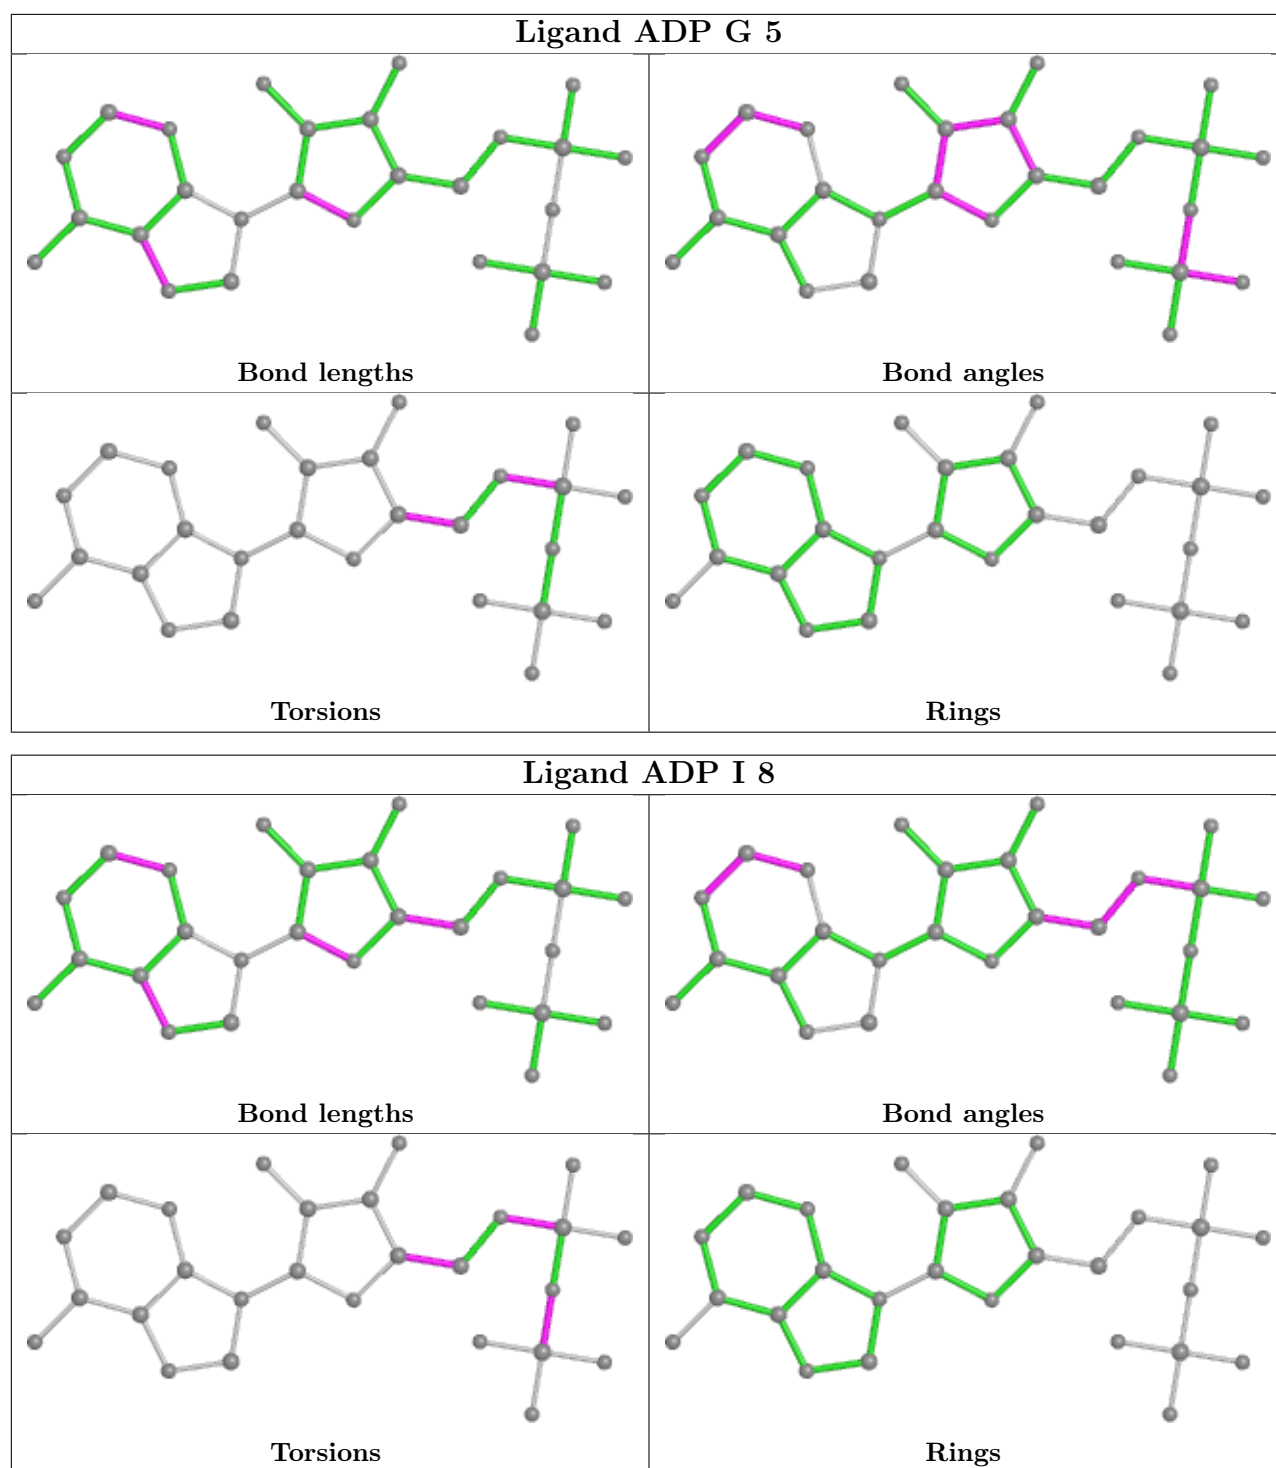 Ligand ADP G 5
Bond lengths
Bond angles
Torsions
Rings
Ligand ADP I 8
Bond lengths
Bond angles
Torsions
Rings